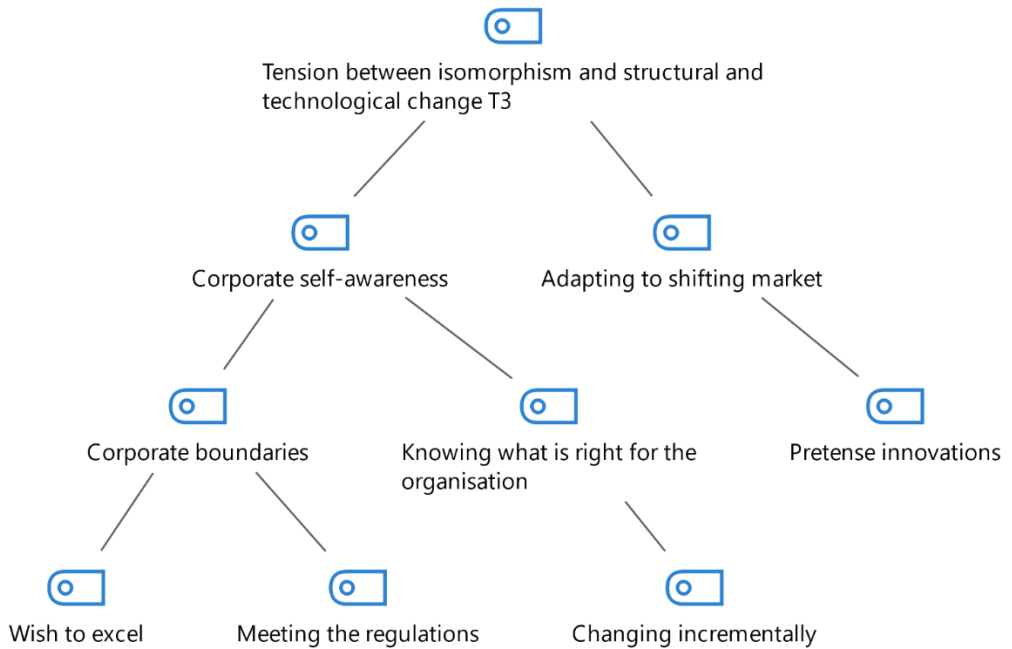 Tension between isomorphism and structural and
technological change T3
Corporate self-awareness
Adapting to shifting market
Corporate boundaries
Knowing what is right for the
organisation
Pretense innovations
Wish to excel
Meeting the regulations
Changing incrementally